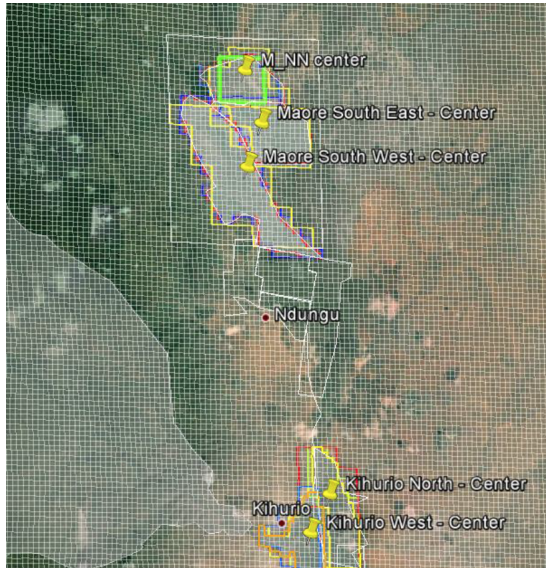 M_NN center
Maore South East - Center
Maore South West - Center
Ndungu
Kihurio North - Center
Kihurio
Kihurio West - Center